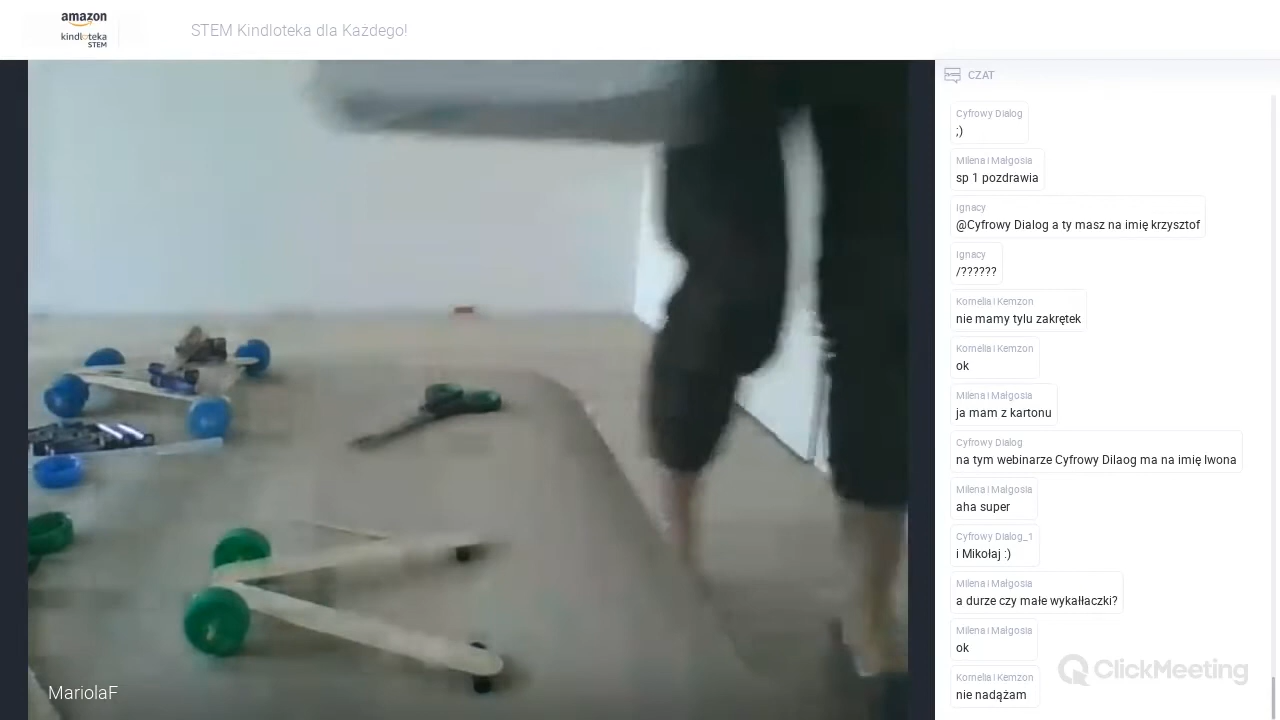 amazon
kindloteka
STEM
STEM Kindloteka dla Każdego!
CZAT
Cyfrowy Dialog
;)
Milena i Małgosia
sp 1 pozdrawia
Ignacy
@Cyfrowy Dialog a ty masz na imię krzysztof
Ignacy
/??????
Kornelia i Kemzon
nie mamy tylu zakrętek
Kornelia i Kemzon
ok
Milena i Małgosia
ja mam z kartonu
Cyfrowy Dialog
na tym webinarze Cyfrowy Dilaog ma na imię Iwona
Milena i Małgosia
aha super
Cyfrowy Dialog_1
i Mikołaj :)
Milena i Małgosia
a durze czy małe wykałłaczki?
Milena i Małgosia
ok
Kornelia i Kemzon
nie nadążam
ClickMeeting
MariolaF